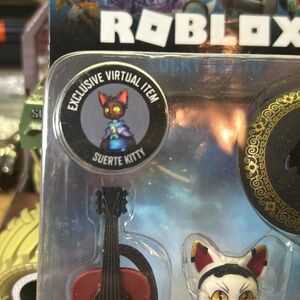 ROBLOX
EXCLUSIVE VIRTUAL ITEM
SUERTE KITTY